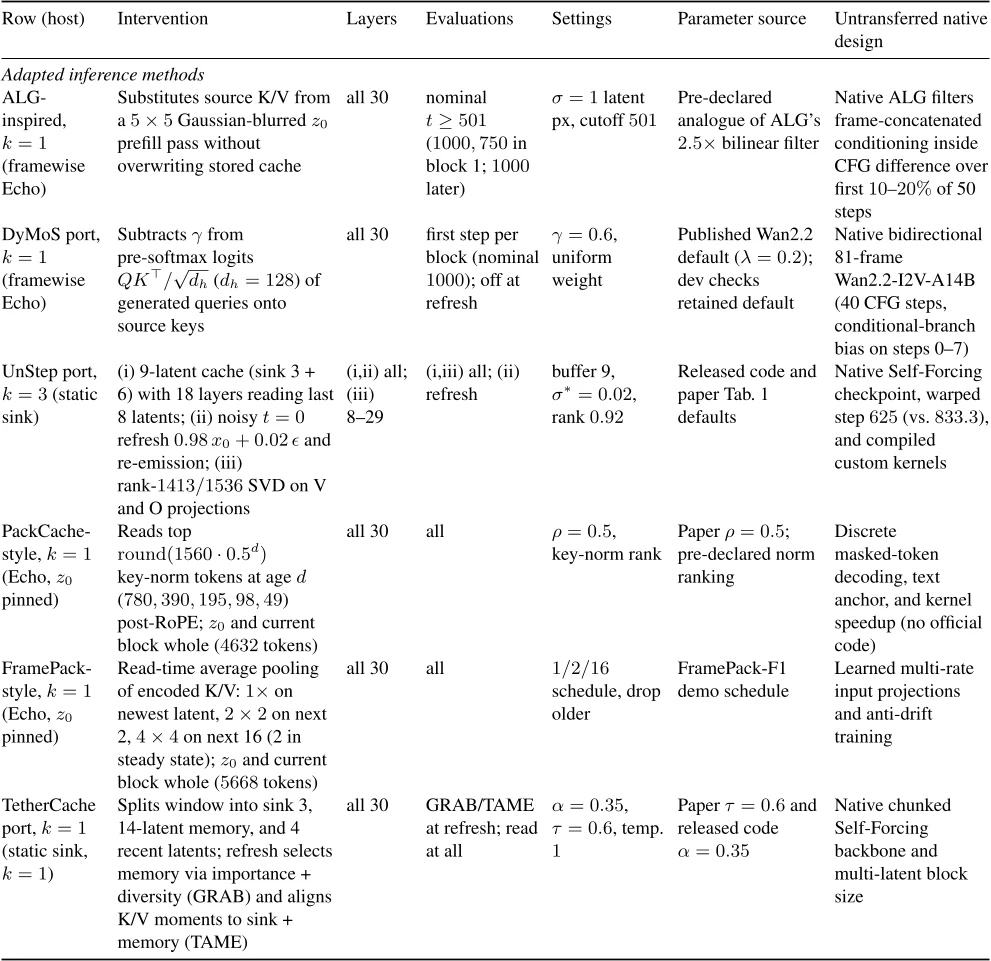 Row (host) Intervention Layers Evaluations Settings Parameter source Untransferred native design
Adapted inference methods
ALG-
inspired,
k = 1
(framewise
Echo)
Substitutes source K/V from
a 5 × 5 Gaussian-blurred z0
prefill pass without
overwriting stored cache
all 30
nominal
t ≥ 501
(1000, 750 in
block 1; 1000
later)
σ = 1 latent
px, cutoff 501
Pre-declared
analogue of ALG’s
2.5× bilinear filter
Native ALG filters
frame-concatenated
conditioning inside
CFG difference over
first 10–20% of 50
steps
DyMoS port,
k = 1
(framewise
Echo)
Subtracts γ from
pre-softmax logits
QK⊤/√dh (dh = 128) of
generated queries onto
source keys
all 30
first step per
block (nominal
1000); off at
refresh
γ = 0.6,
uniform
weight
Published Wan2.2
default (λ = 0.2);
dev checks
retained default
Native bidirectional
81-frame
Wan2.2-I2V-A14B
(40 CFG steps,
conditional-branch
bias on steps 0–7)
UnStep port,
k = 3 (static
sink)
(i) 9-latent cache (sink 3 +
6) with 18 layers reading last
8 latents; (ii) noisy t = 0
refresh 0.98 x0 + 0.02 ϵ and
re-emission; (iii)
rank-1413/1536 SVD on V
and O projections
(i,ii) all;
(iii)
8–29
(i,iii) all; (ii)
refresh
buffer 9,
σ* = 0.02,
rank 0.92
Released code and
paper Tab. 1
defaults
Native Self-Forcing
checkpoint, warped
step 625 (vs. 833.3),
and compiled
custom kernels
PackCache-
style, k = 1
(Echo, z0
pinned)
Reads top
round(1560 · 0.5^d)
key-norm tokens at age d
(780, 390, 195, 98, 49)
post-RoPE; z0 and current
block whole (4632 tokens)
all 30
all
ρ = 0.5,
key-norm rank
Paper ρ = 0.5;
pre-declared norm
ranking
Discrete
masked-token
decoding, text
anchor, and kernel
speedup (no official
code)
FramePack-
style, k = 1
(Echo, z0
pinned)
Read-time average pooling
of encoded K/V: 1× on
newest latent, 2 × 2 on next
2, 4 × 4 on next 16 (2 in
steady state); z0 and current
block whole (5668 tokens)
all 30
all
1/2/16
schedule, drop
older
FramePack-F1
demo schedule
Learned multi-rate
input projections
and anti-drift
training
TetherCache
port, k = 1
(static sink,
k = 1)
Splits window into sink 3,
14-latent memory, and 4
recent latents; refresh selects
memory via importance +
diversity (GRAB) and aligns
K/V moments to sink +
memory (TAME)
all 30
GRAB/TAME
at refresh; read
at all
α = 0.35,
τ = 0.6, temp.
1
Paper τ = 0.6 and
released code
α = 0.35
Native chunked
Self-Forcing
backbone and
multi-latent block
size